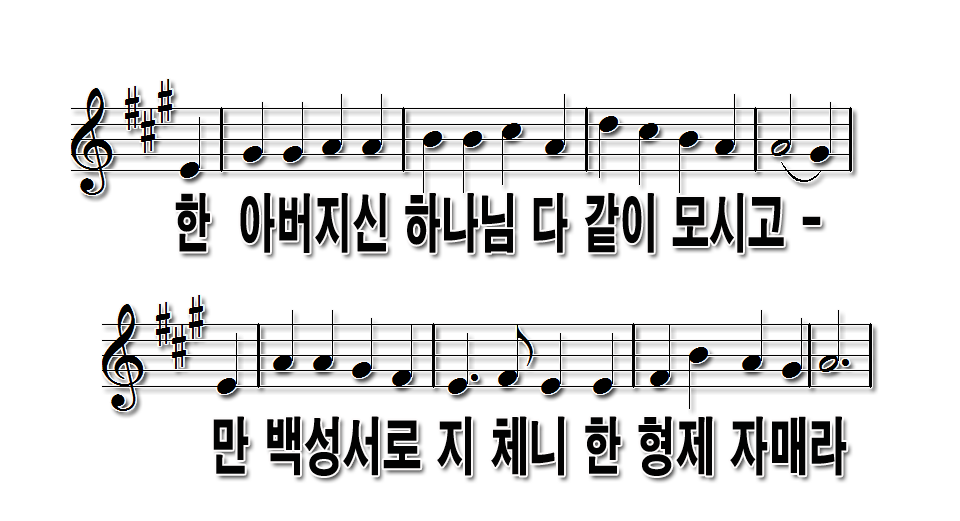 한 아버지신 하나님 다 같이 모시고 -
만 백성서로 지 체니 한 형제 자매라